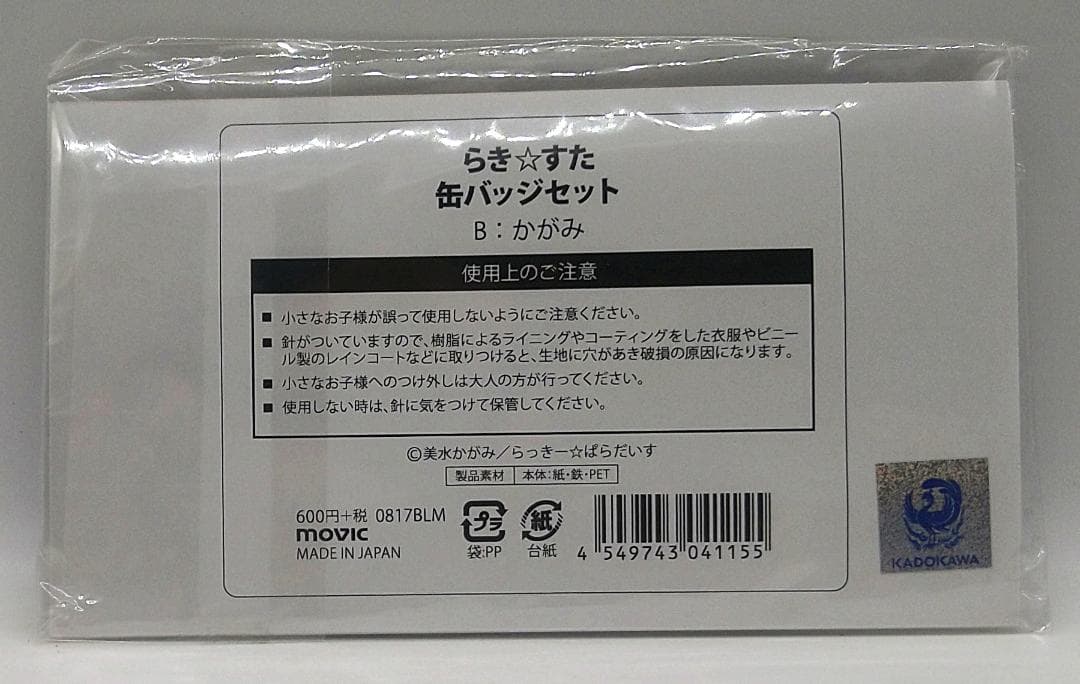 らき☆すた
缶バッジセット
B：かがみ
使用上のご注意
■ 小さなお子様が誤って使用しないようにご注意ください。
■ 針がついていますので、樹脂によるライニングやコーティングをした衣服やビニー
ル製のレインコートなどに取りつけると、生地に穴があき破損の原因になります。
■ 小さなお子様へのつけ外しは大人の方が行ってください。
■ 使用しない時は、針に気をつけて保管してください。
©美水かがみ／らっきー☆ぱらだいす
製品素材 本体：紙・鉄・PET
600円＋税 0817BLM
movic
MADE IN JAPAN
プラ
袋:PP
紙
台紙
4 549743 041155
KADOKAWA